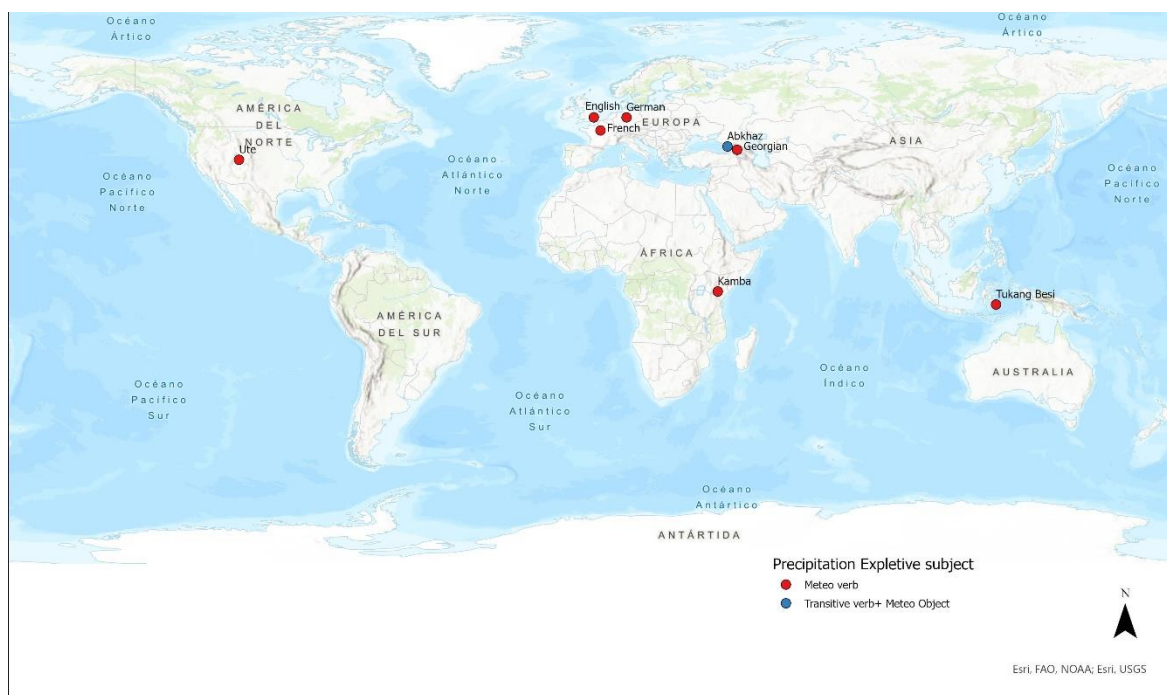 Océano
Ártico
Océano
Ártico
AMÉRICA
DEL
NORTE
English
German
French
EUROPA
Abkhaz
Georgian
ASIA
Ute
Océano
Pacífico
Norte
Océano
Atlántico
Norte
Océano
Pacífico
Norte
ÁFRICA
Kamba
Tukang Besi
AMÉRICA
DEL SUR
Océano
Índico
AUSTRALIA
Océano
Pacífico
Sur
Océano
Atlántico
Sur
Océano
Antártico
ANTÁRTIDA
Precipitation Expletive subject
Meteo verb
Transitive verb+ Meteo Object
N
Esri, FAO, NOAA; Esri, USGS